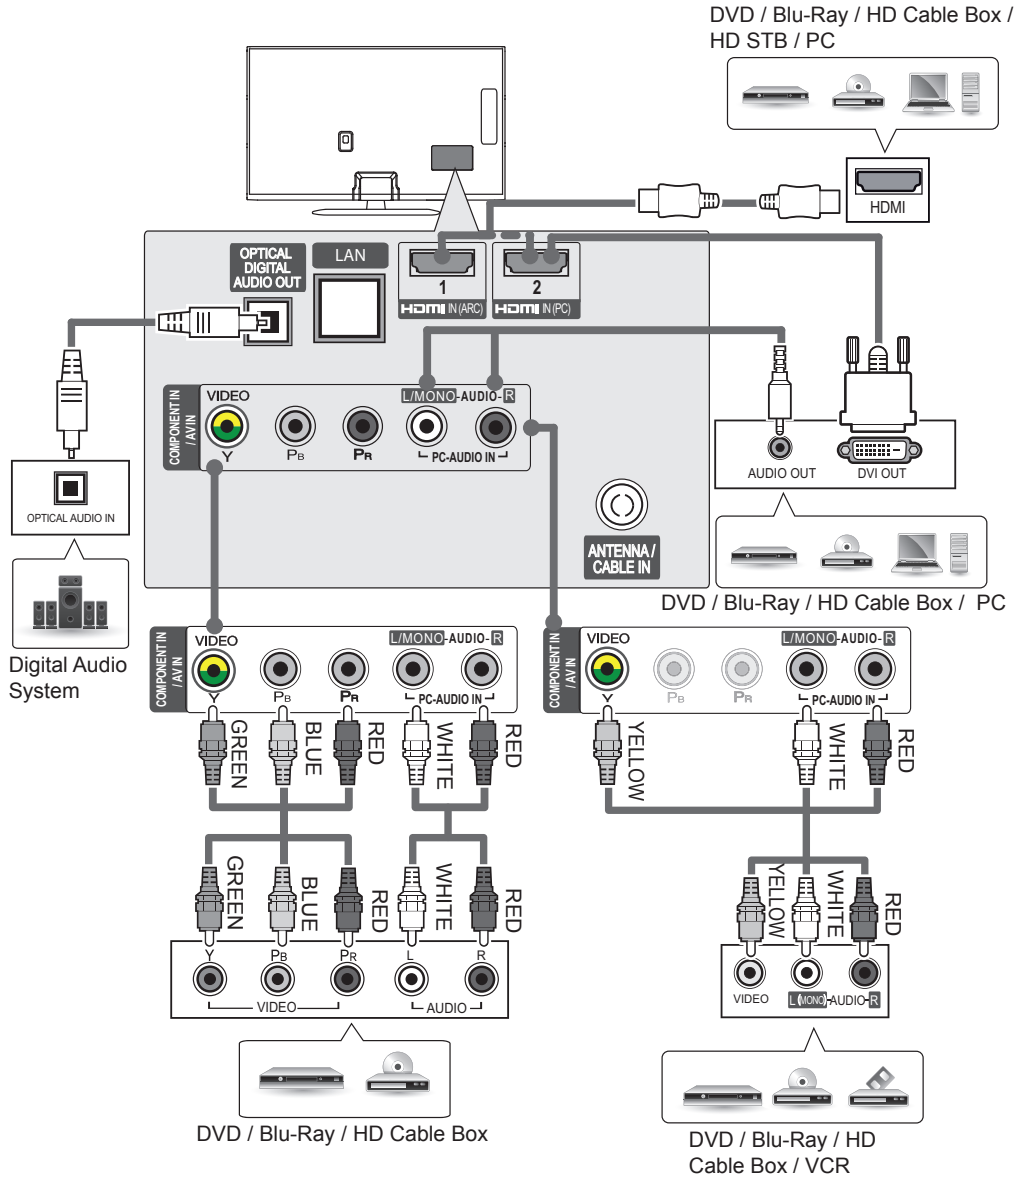 DVD / Blu-Ray / HD Cable Box /
HD STB / PC
HDMI
OPTICAL
DIGITAL
AUDIO OUT
LAN
1
HDMI IN (ARC)
2
HDMI IN (PC)
COMPONENT IN
/ AV IN
VIDEO
Y
PB
PR
L/MONO-AUDIO-R
PC-AUDIO IN
OPTICAL AUDIO IN
Digital Audio
System
ANTENNA /
CABLE IN
AUDIO OUT
DVI OUT
DVD / Blu-Ray / HD Cable Box / PC
COMPONENT IN
/ AV IN
VIDEO
Y
PB
PR
L/MONO-AUDIO-R
PC-AUDIO IN
GREEN
BLUE
RED
WHITE
RED
GREEN
BLUE
RED
WHITE
RED
Y
PB
PR
L
R
VIDEO
AUDIO
DVD / Blu-Ray / HD Cable Box
COMPONENT IN
/ AV IN
VIDEO
Y
PB
PR
L/MONO-AUDIO-R
PC-AUDIO IN
YELLOW
WHITE
RED
YELLOW
WHITE
RED
VIDEO
L (MONO)-AUDIO-R
DVD / Blu-Ray / HD
Cable Box / VCR